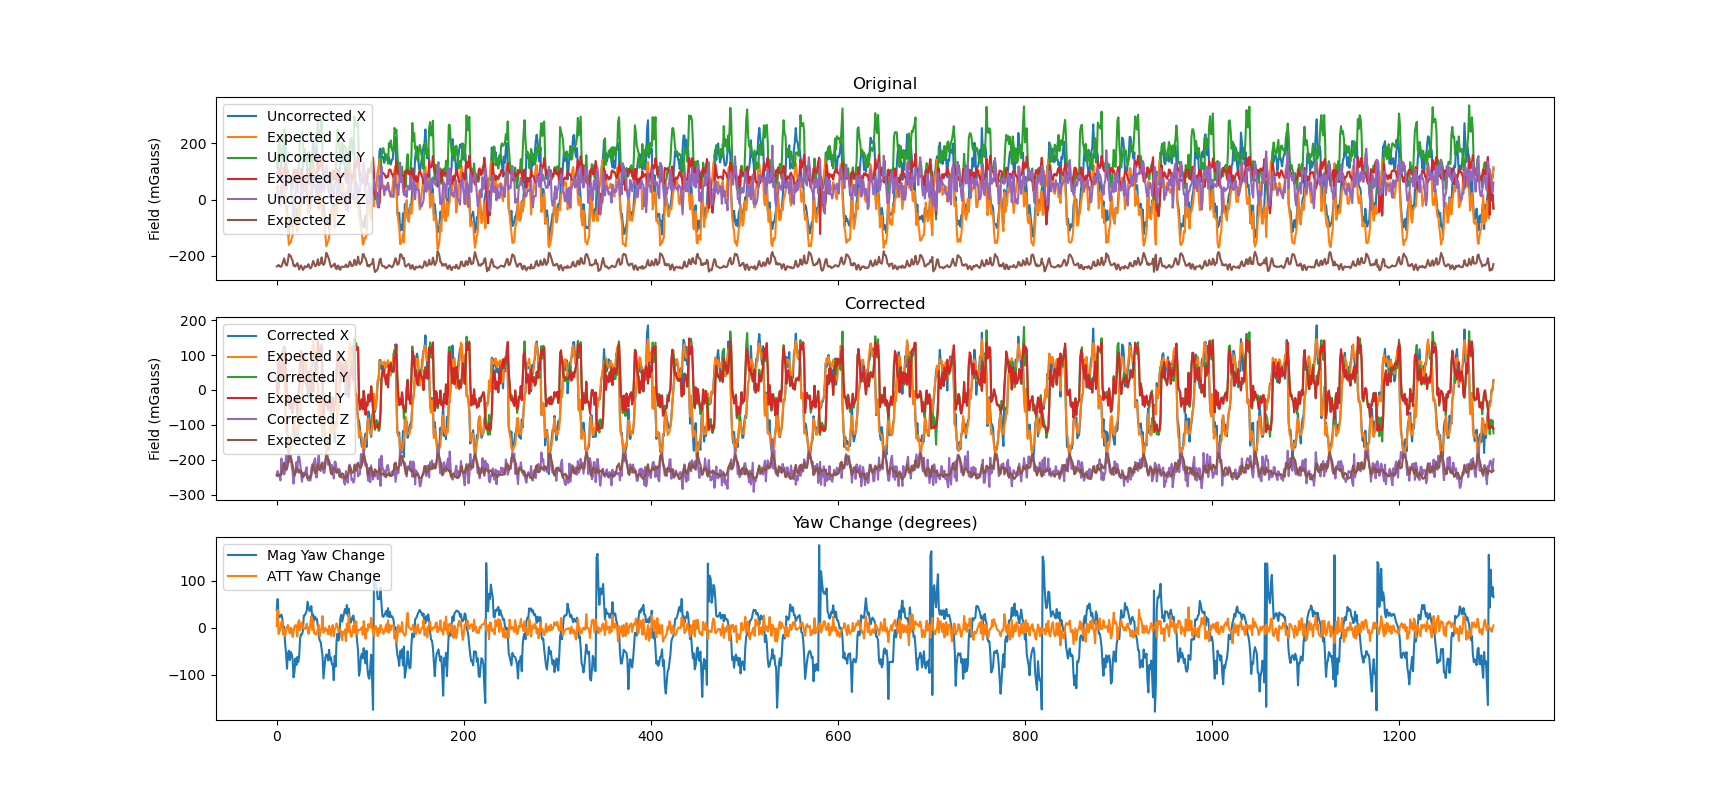 Original
Field (mGauss)
200
0
−200
Uncorrected X
Expected X
Uncorrected Y
Expected Y
Uncorrected Z
Expected Z
Corrected
Field (mGauss)
200
100
0
−100
−200
−300
Corrected X
Expected X
Corrected Y
Expected Y
Corrected Z
Expected Z
Yaw Change (degrees)
100
0
−100
Mag Yaw Change
ATT Yaw Change
0 200 400 600 800 1000 1200